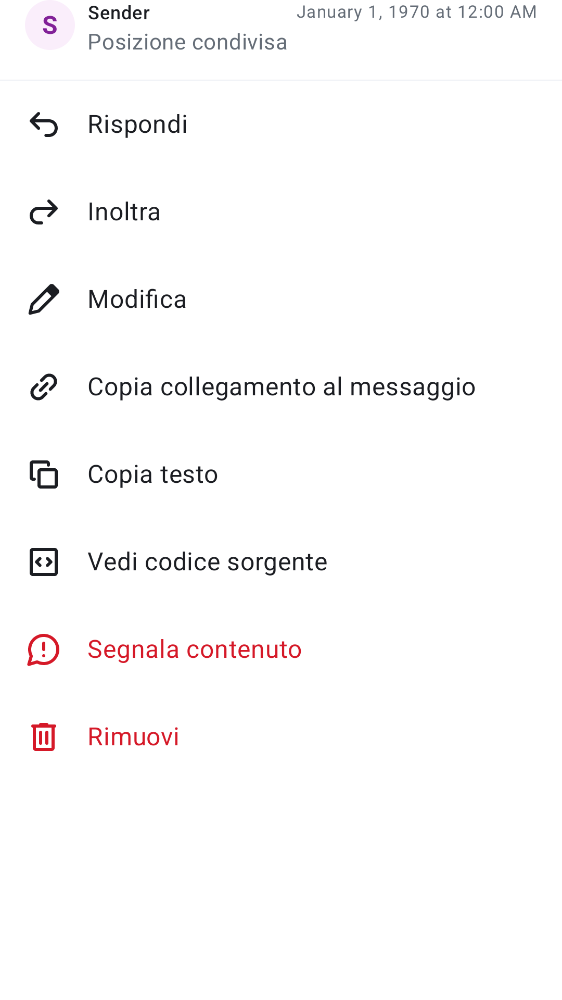 S
Sender
January 1, 1970 at 12:00 AM
Posizione condivisa
Rispondi
Inoltra
Modifica
Copia collegamento al messaggio
Copia testo
Vedi codice sorgente
Segnala contenuto
Rimuovi